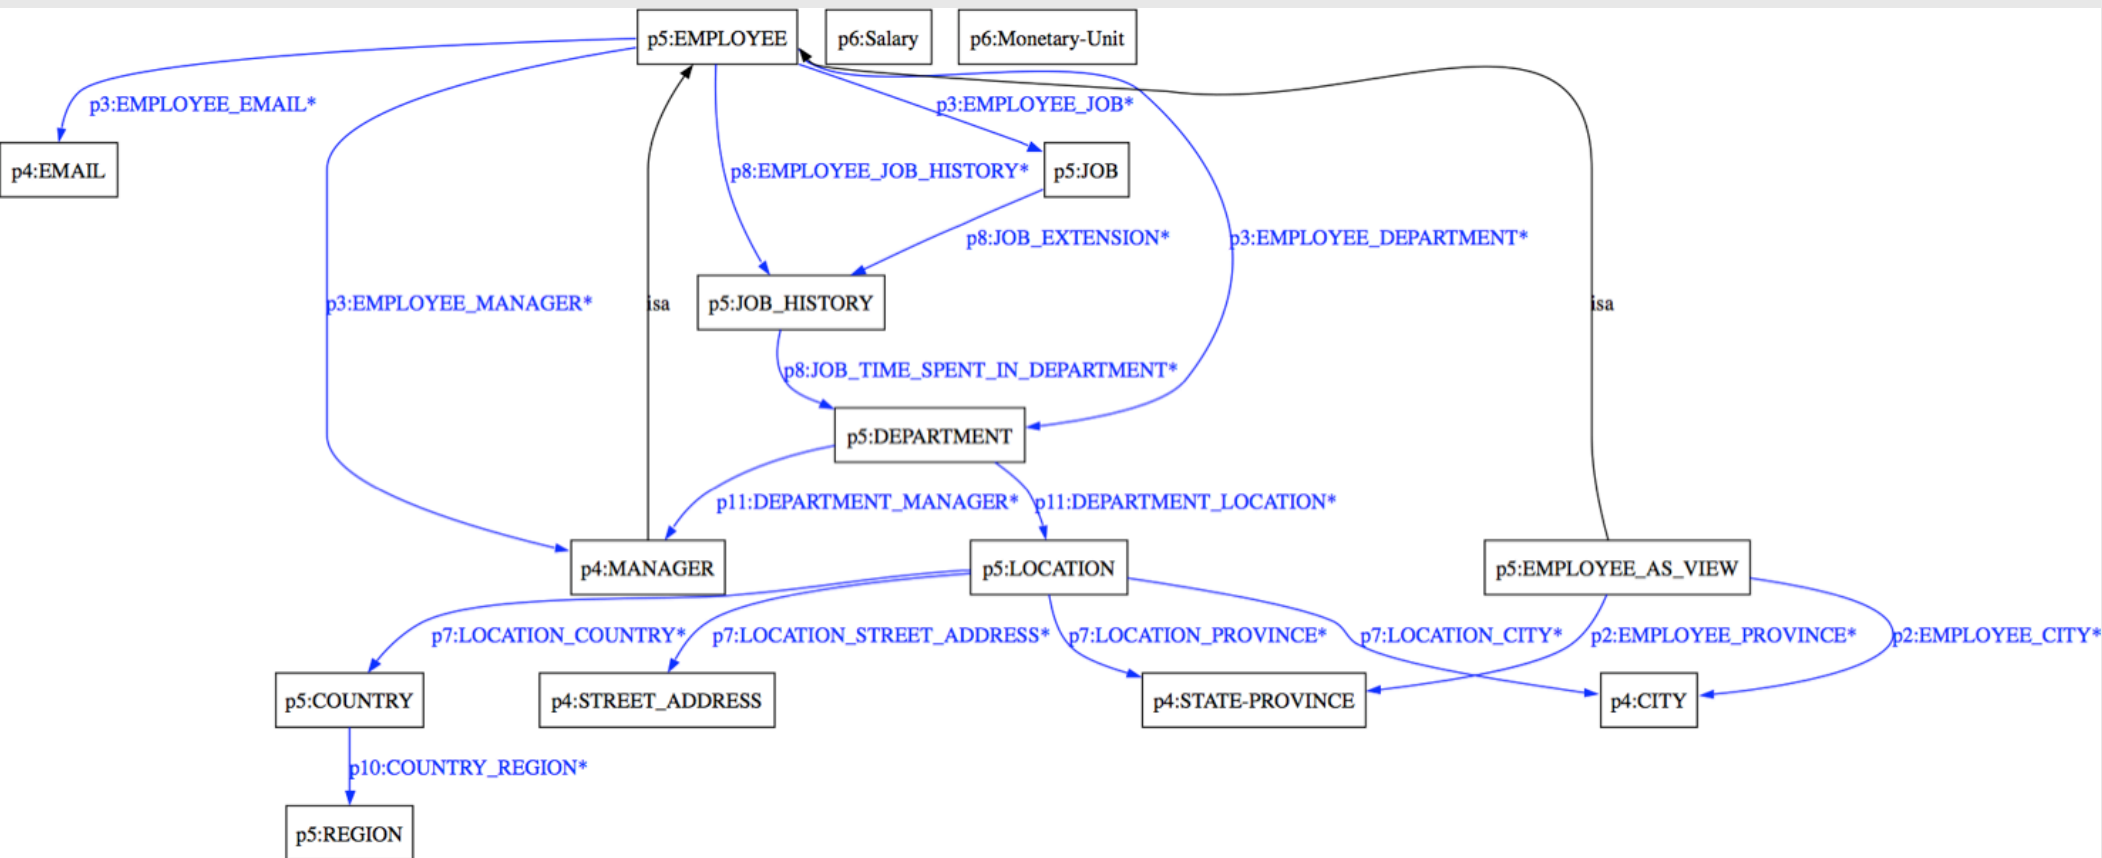 p5:EMPLOYEE
p6:Salary
p6:Monetary-Unit
p3:EMPLOYEE_EMAIL*
p3:EMPLOYEE_JOB*
p4:EMAIL
p8:EMPLOYEE_JOB_HISTORY*
p5:JOB
p8:JOB_EXTENSION*
p3:EMPLOYEE_DEPARTMENT*
p3:EMPLOYEE_MANAGER*
isa
p5:JOB_HISTORY
isa
p8:JOB_TIME_SPENT_IN_DEPARTMENT*
p5:DEPARTMENT
p11:DEPARTMENT_MANAGER*
p11:DEPARTMENT_LOCATION*
p4:MANAGER
p5:LOCATION
p5:EMPLOYEE_AS_VIEW
p7:LOCATION_COUNTRY*
p7:LOCATION_STREET_ADDRESS*
p7:LOCATION_PROVINCE*
p7:LOCATION_CITY*
p2:EMPLOYEE_PROVINCE*
p2:EMPLOYEE_CITY*
p5:COUNTRY
p4:STREET_ADDRESS
p4:STATE-PROVINCE
p4:CITY
p10:COUNTRY_REGION*
p5:REGION